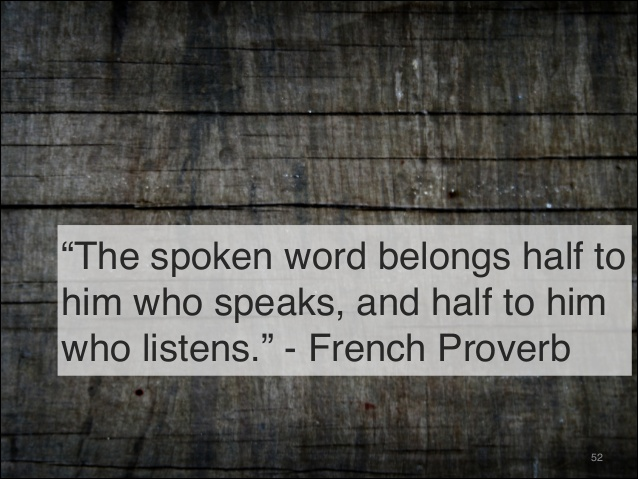 “The spoken word belongs half to
him who speaks, and half to him
who listens.” - French Proverb
52